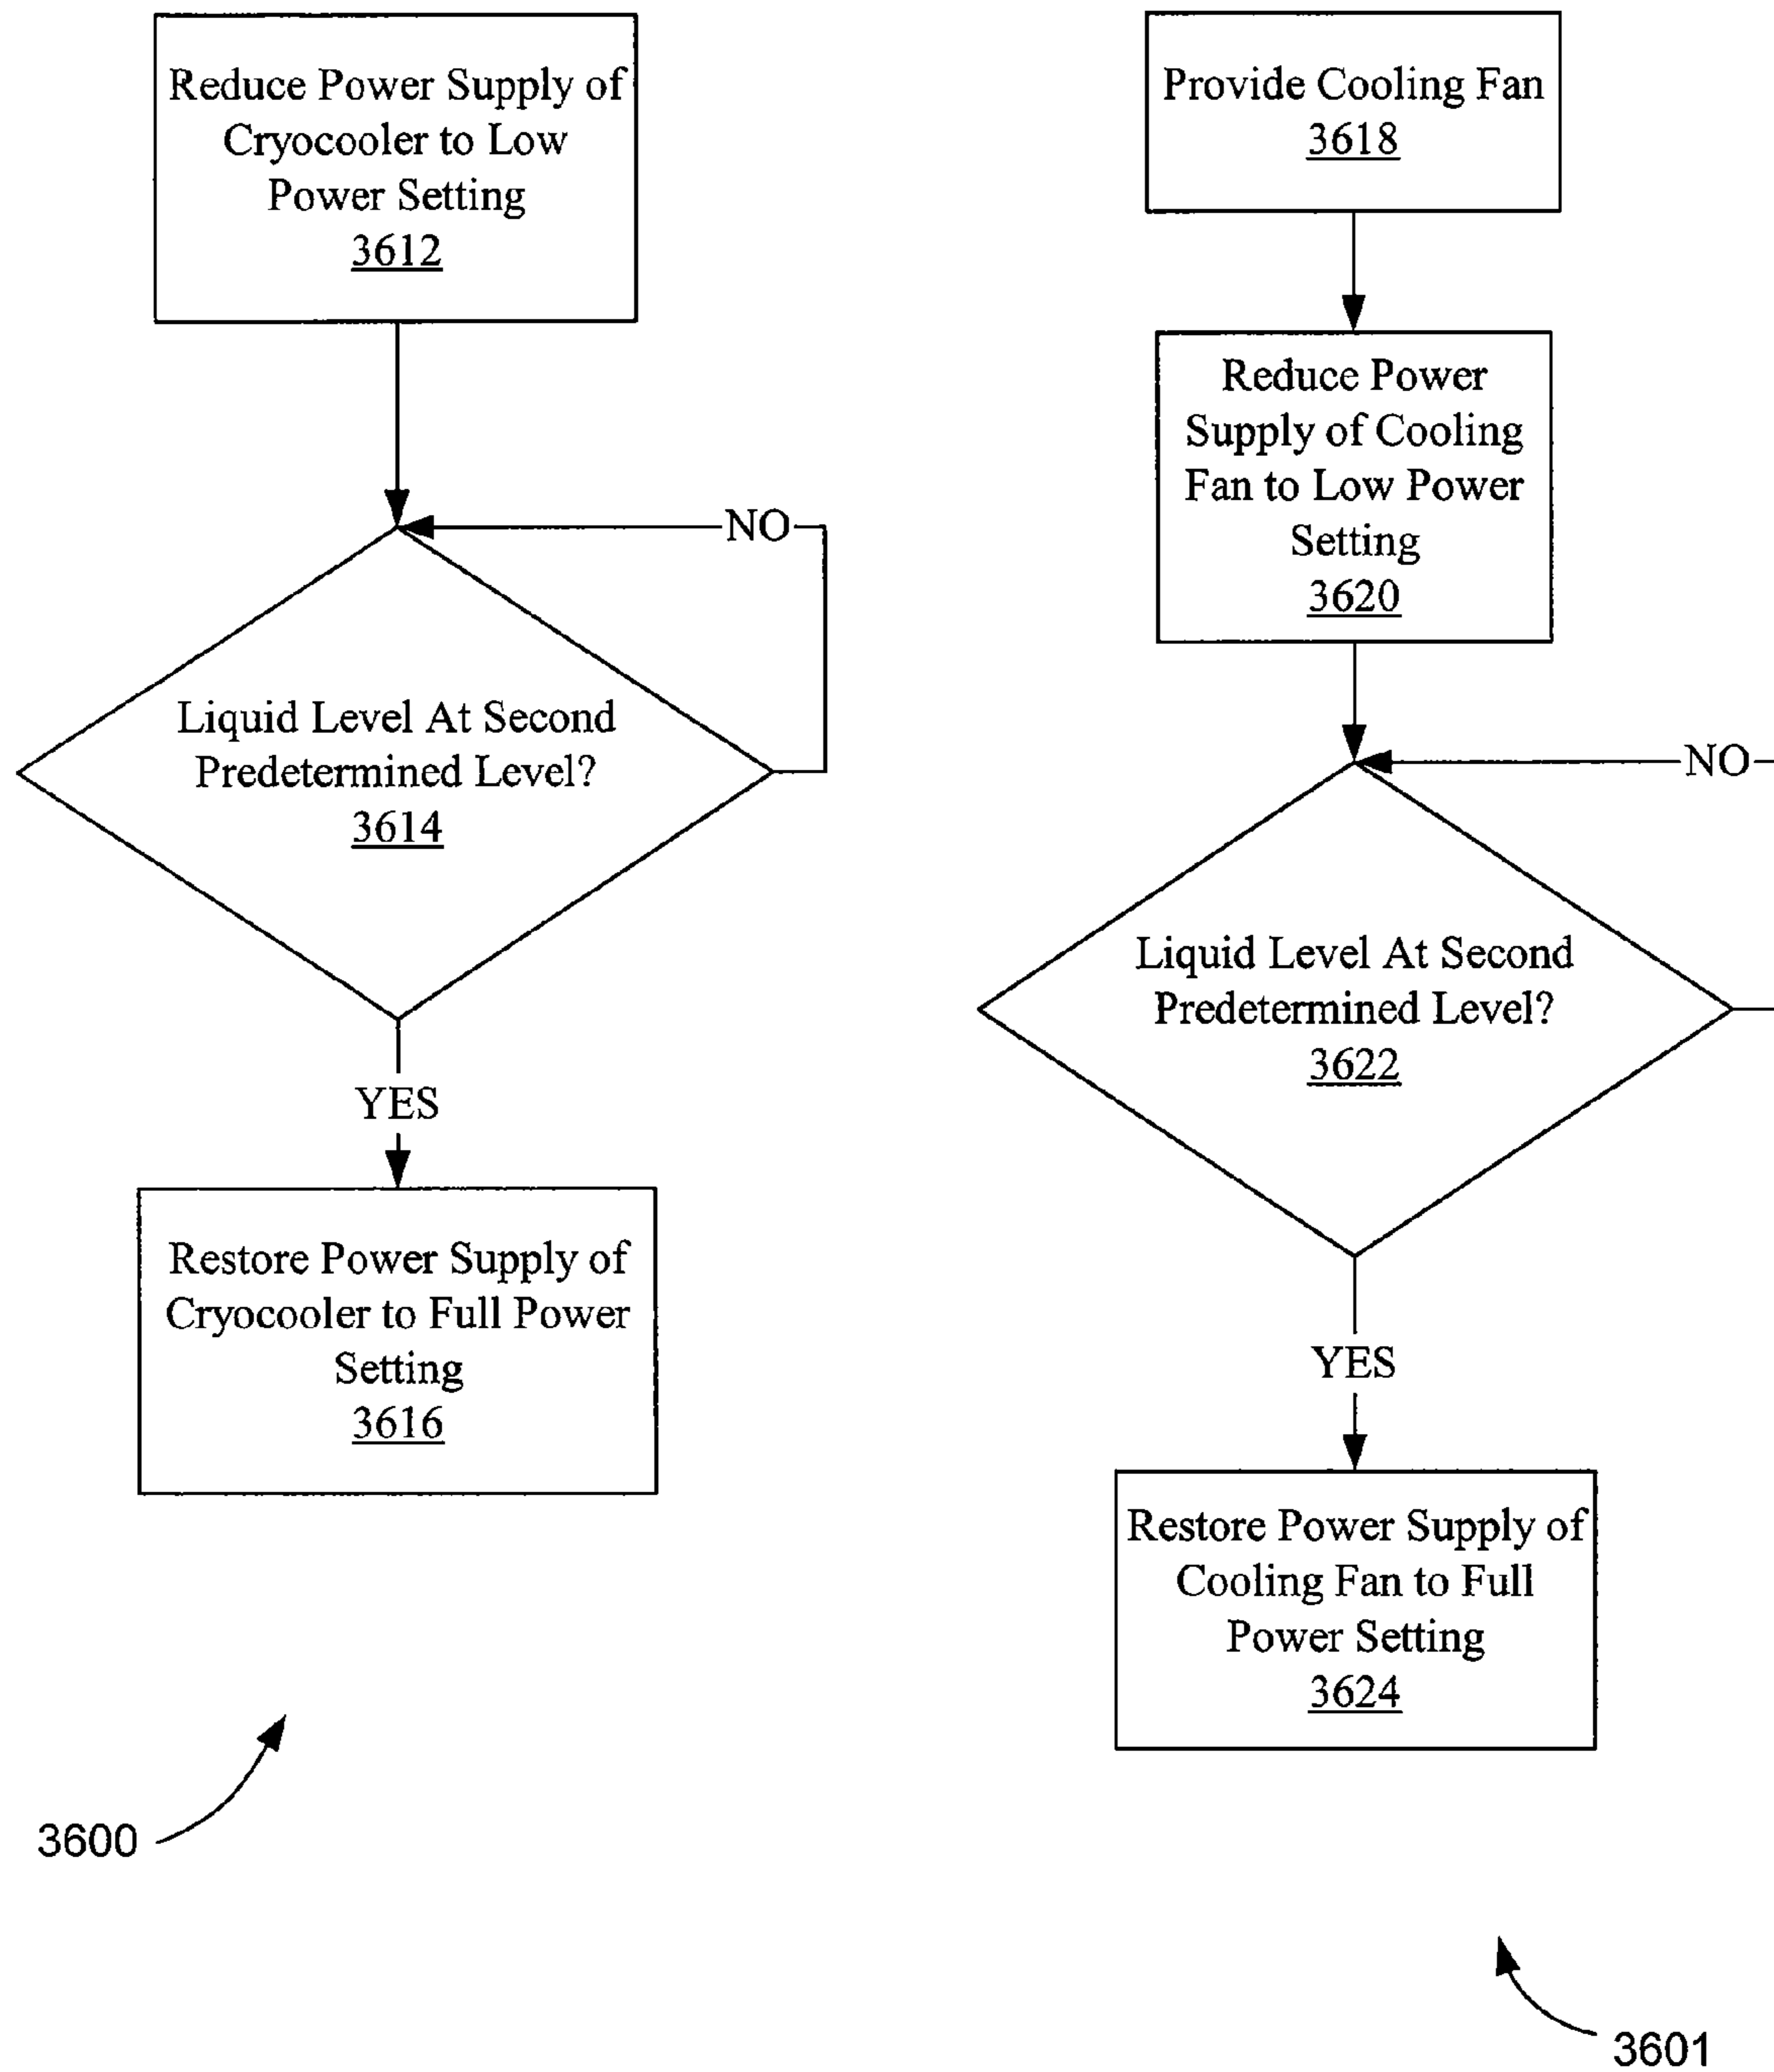 Reduce Power Supply of
Cryocooler to Low
Power Setting
3612
NO
Liquid Level At Second
Predetermined Level?
3614
YES
Restore Power Supply of
Cryocooler to Full Power
Setting
3616
3600
Provide Cooling Fan
3618
Reduce Power
Supply of Cooling
Fan to Low Power
Setting
3620
NO
Liquid Level At Second
Predetermined Level?
3622
YES
Restore Power Supply of
Cooling Fan to Full
Power Setting
3624
3601